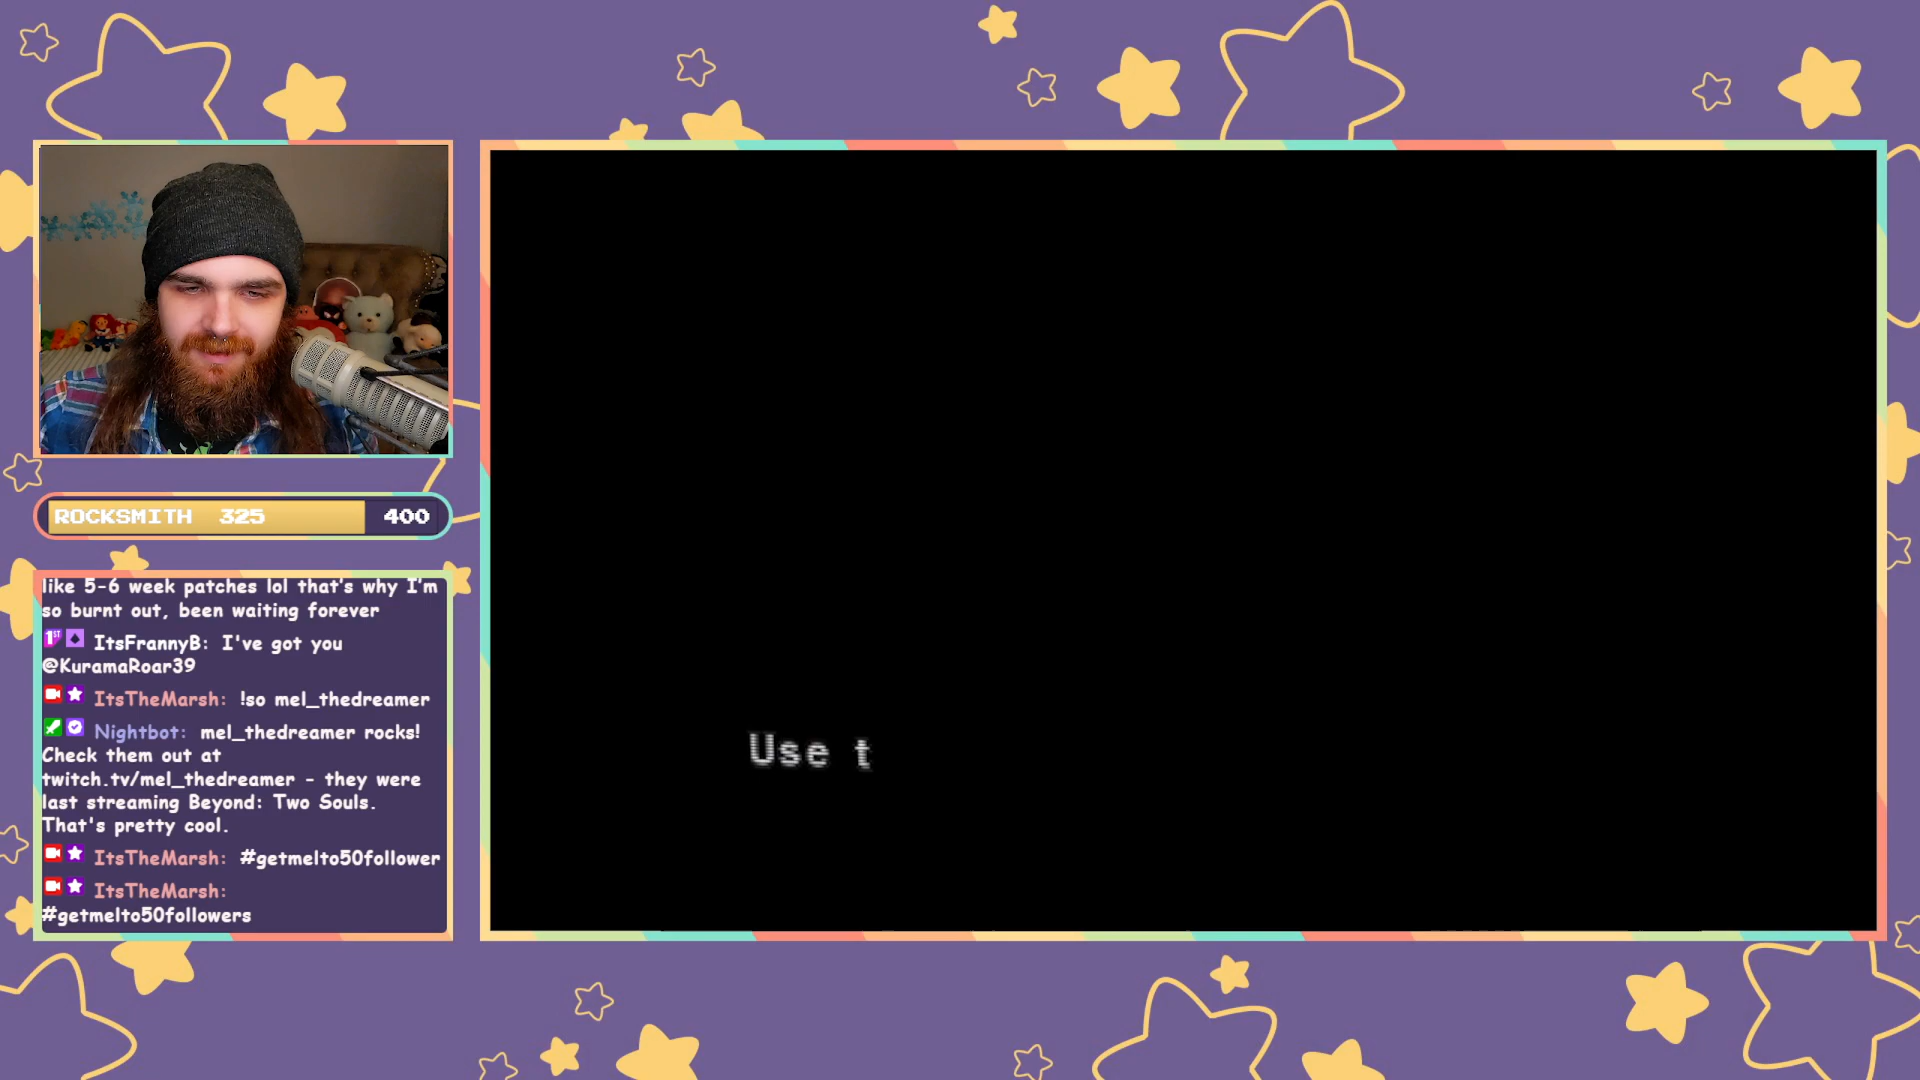 ROCKSMITH 325 400
like 5-6 week patches lol that's why I'm
so burnt out, been waiting forever
1ST ItsFrannyB: I've got you
@KuramaRoar39
ItsTheMarsh: !so mel_thedreamer
Nightbot: mel_thedreamer rocks!
Check them out at
twitch.tv/mel_thedreamer - they were
last streaming Beyond: Two Souls.
That's pretty cool.
ItsTheMarsh: #getmelto50follower
ItsTheMarsh:
#getmelto50followers
Use t